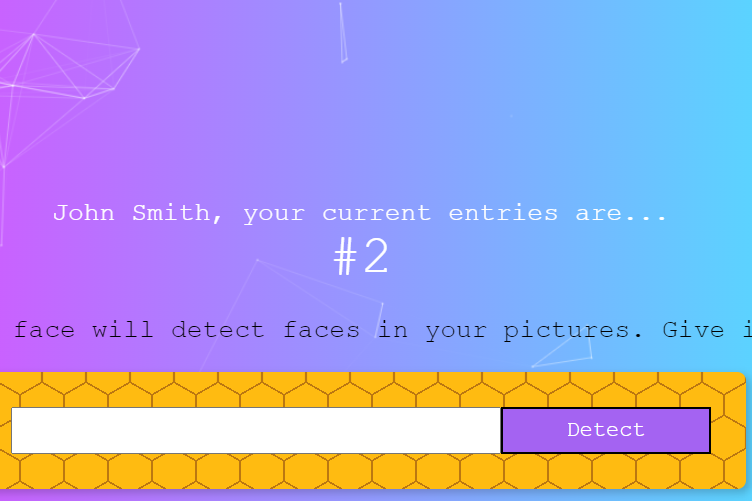 John Smith, your current entries are...
#2
face will detect faces in your pictures. Give i
Detect